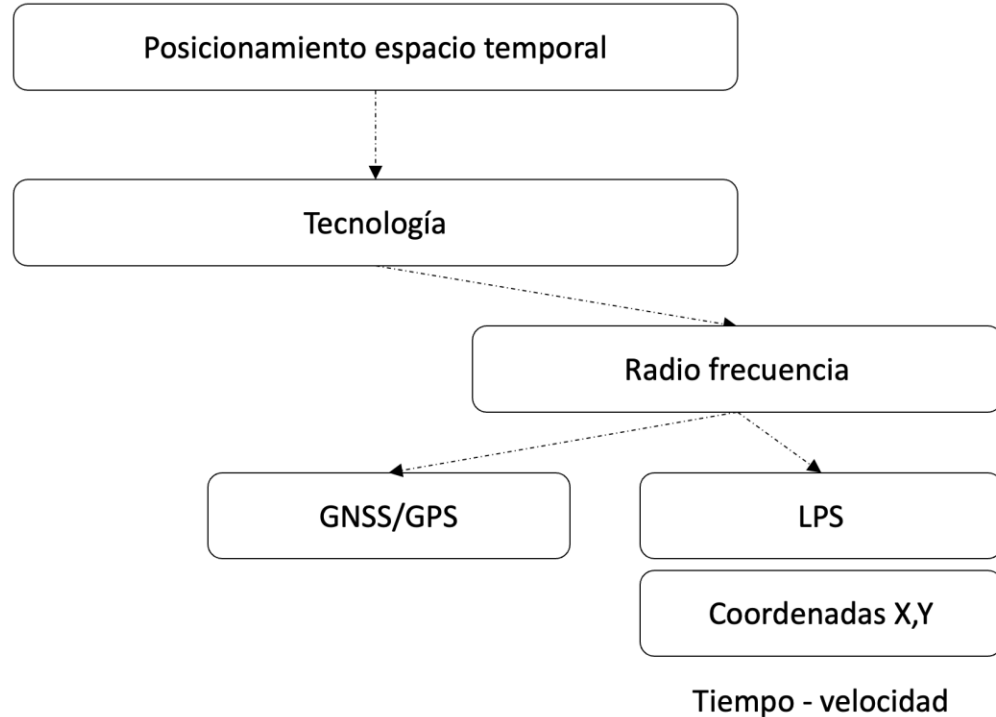 Posicionamiento espacio temporal
Tecnología
Radio frecuencia
GNSS/GPS
LPS
Coordenadas X,Y
Tiempo - velocidad